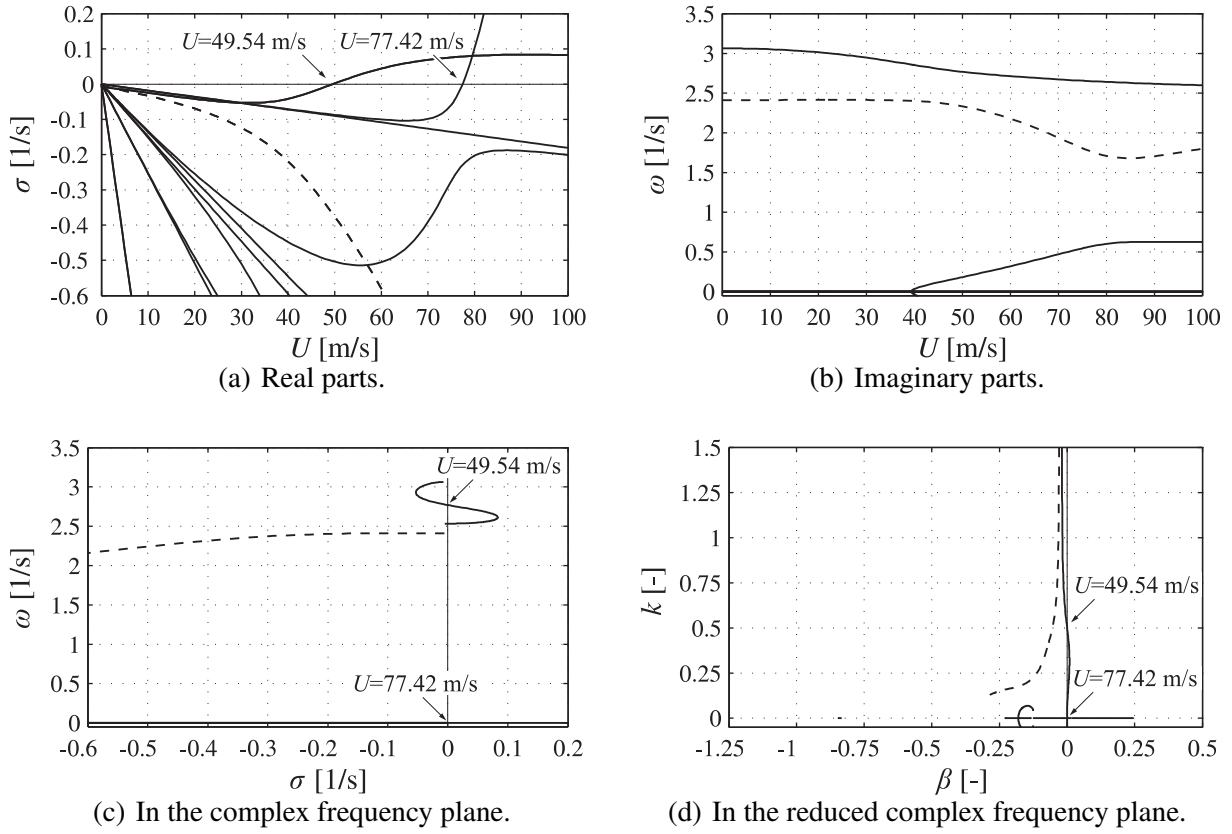 U=49.54 m/s
U=77.42 m/s
0.2
0.1
0
-0.1
-0.2
-0.3
-0.4
-0.5
-0.6
σ [1/s]
0 10 20 30 40 50 60 70 80 90 100
U [m/s]
(a) Real parts.
3.5
3
2.5
2
1.5
1
0.5
0
ω [1/s]
0 10 20 30 40 50 60 70 80 90 100
U [m/s]
(b) Imaginary parts.
3.5
3
2.5
2
1.5
1
0.5
0
ω [1/s]
U=49.54 m/s
U=77.42 m/s
-0.6 -0.5 -0.4 -0.3 -0.2 -0.1 0 0.1 0.2
σ [1/s]
(c) In the complex frequency plane.
1.5
1.25
1
0.75
0.5
0.25
0
k [-]
U=49.54 m/s
U=77.42 m/s
-1.25 -1 -0.75 -0.5 -0.25 0 0.25 0.5
β [-]
(d) In the reduced complex frequency plane.